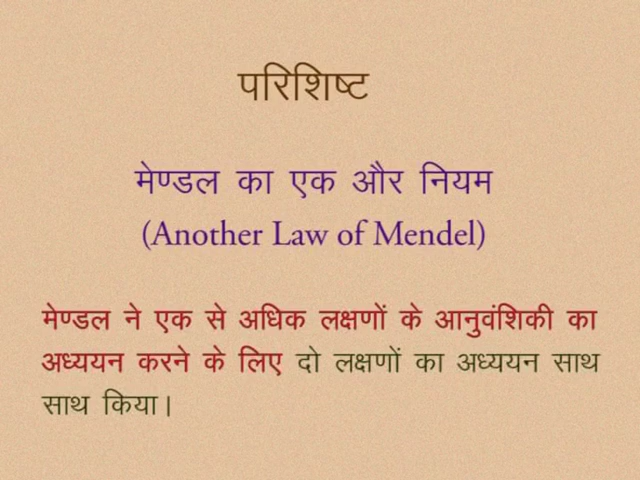 परिशिष्ट
मेण्डल का एक और नियम
(Another Law of Mendel)
मेण्डल ने एक से अधिक लक्षणों के आनुवंशिकी का
अध्ययन करने के लिए दो लक्षणों का अध्ययन साथ
साथ किया।